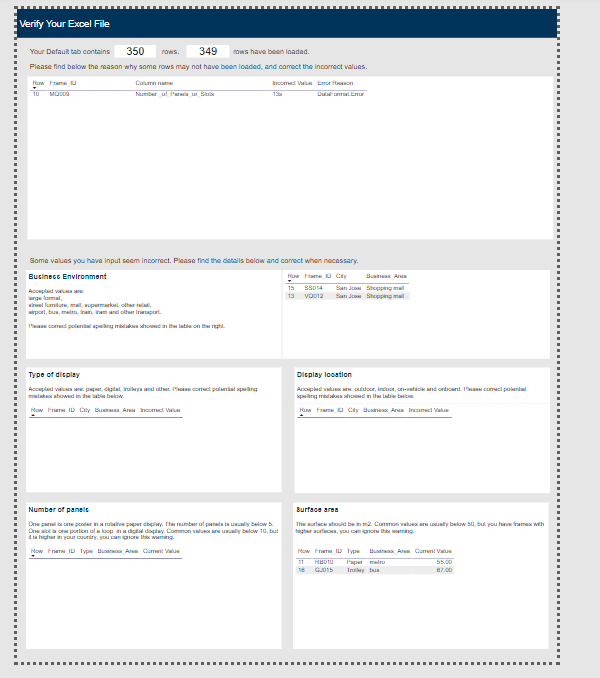 Verify Your Excel File
Your Default tab contains 350 rows. 349 rows have been loaded.
Please find below the reason why some rows may not have been loaded, and correct the incorrect values.
Row Frame_ID Column name Incorrect Value Error Reason
10 MQ009 Number_of_Panels_or_Slots 13s DataFormat.Error
Some values you have input seem incorrect. Please find the details below and correct when necessary.
Business Environment
Accepted values are:
large format,
street furniture, mall, supermarket, other retail,
airport, bus, metro, train, tram and other transport.
Please correct potential spelling mistakes showed in the table on the right.
Row Frame_ID City Business_Area
15 SS014 San Jose Shopping mall
13 VQ012 San Jose Shopping mall
Type of display
Accepted values are: paper, digital, trolleys and other. Please correct potential spelling
mistakes showed in the table below.
Row Frame_ID City Business_Area Incorrect Value
Display location
Accepted values are: outdoor, indoor, on-vehicle and onboard. Please correct potential
spelling mistakes showed in the table below.
Row Frame_ID City Business_Area Incorrect Value
Number of panels
One panel is one poster in a rotative paper display. The number of panels is usually below 5.
One slot is one portion of a loop in a digital display. Common values are usually below 10, but
it is higher in your country, you can ignore this warning.
Row Frame_ID Type Business_Area Current Value
Surface area
The surface should be in m2. Common values are usually below 50, but you have frames with
higher surfaces, you can ignore this warning.
Row Frame_ID Type Business_Area Current Value
11 RB010 Paper metro 55.00
16 GJ015 Trolley bus 67.00